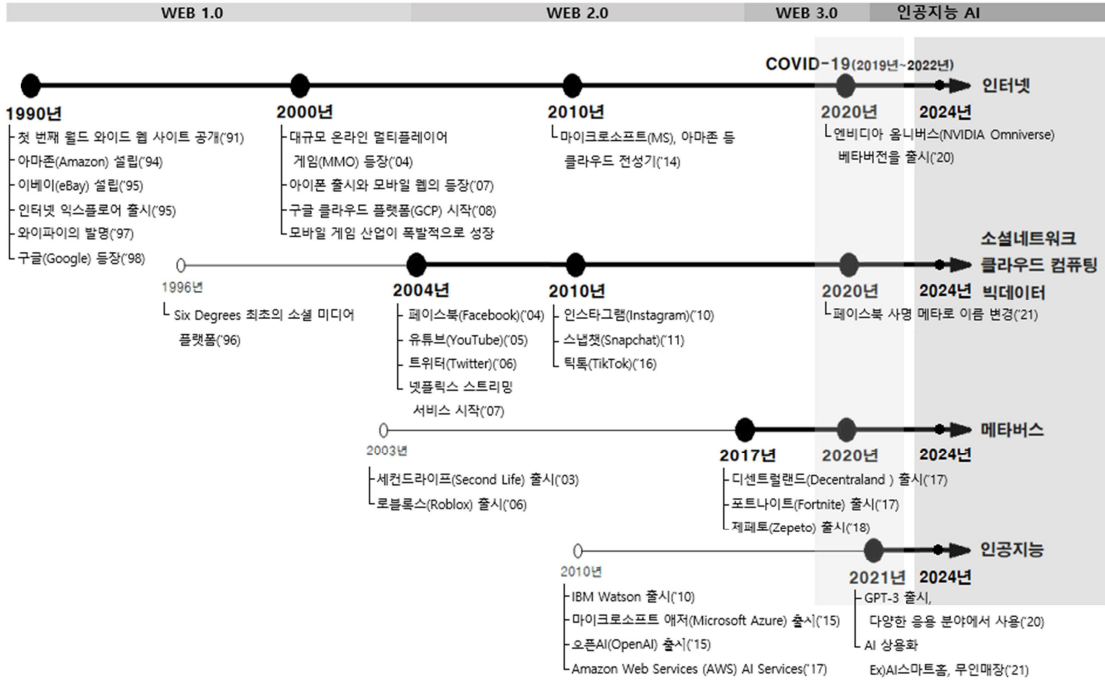 WEB 1.0
WEB 2.0
WEB 3.0
인공지능 AI
COVID-19(2019년~2022년)
1990년
2000년
2010년
2020년
2024년
인터넷
첫 번째 월드 와이드 웹 사이트 공개('91)
아마존(Amazon) 설립('94)
이베이(eBay) 설립('95)
인터넷 익스플로어 출시('95)
와이파이의 발명('97)
구글(Google) 등장('98)
대규모 온라인 멀티플레이어
게임(MMO) 등장('04)
아이폰 출시와 모바일 웹의 등장('07)
구글 클라우드 플랫폼(GCP) 시작('08)
모바일 게임 산업이 폭발적으로 성장
마이크로소프트(MS), 아마존 등
클라우드 전성기('14)
엔비디아 옴니버스(NVIDIA Omniverse)
베타버전을 출시('20)
1996년
2004년
2010년
2020년
2024년
소셜네트워크
클라우드 컴퓨팅
빅데이터
Six Degrees 최초의 소셜 미디어
플랫폼('96)
페이스북(Facebook)('04)
유튜브(YouTube)('05)
트위터(Twitter)('06)
넷플릭스 스트리밍
서비스 시작('07)
인스타그램(Instagram)('10)
스냅챗(Snapchat)('11)
틱톡(TikTok)('16)
페이스북 사명 메타로 이름 변경('21)
2003년
2017년
2020년
2024년
메타버스
세컨드라이프(Second Life) 출시('03)
로블록스(Roblox) 출시('06)
디센트럴랜드(Decentraland ) 출시('17)
포트나이트(Fortnite) 출시('17)
제페토(Zepeto) 출시('18)
2010년
2021년
2024년
인공지능
IBM Watson 출시('10)
마이크로소프트 애저(Microsoft Azure) 출시('15)
오픈AI(OpenAI) 출시('15)
Amazon Web Services (AWS) AI Services('17)
GPT-3 출시,
다양한 응용 분야에서 사용('20)
AI 상용화
Ex)AI스마트홈, 무인매장('21)